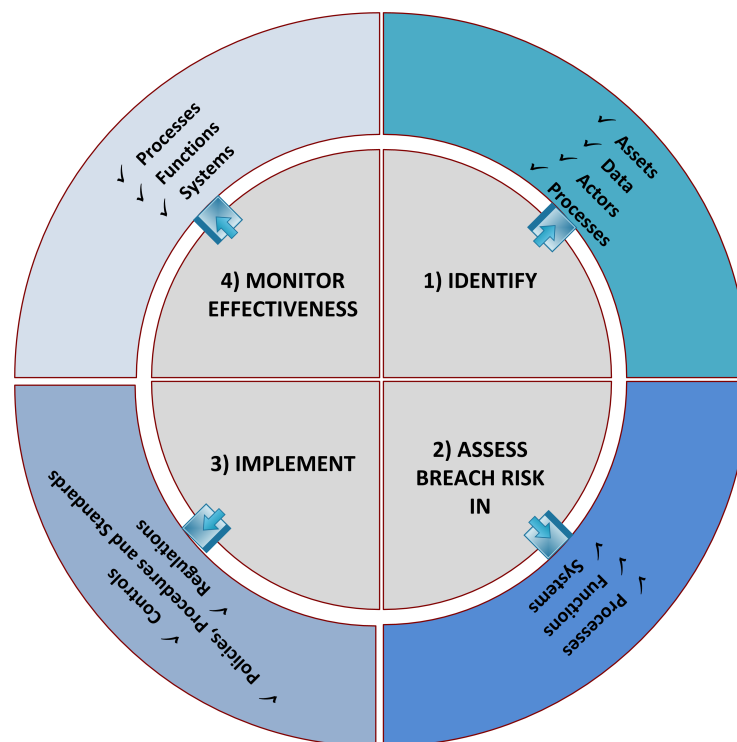 1) IDENTIFY
Assets
Data
Actors
Processes
2) ASSESS
BREACH RISK
IN
Processes
Functions
Systems
3) IMPLEMENT
Regulations
Policies, Procedures and Standards
Controls
4) MONITOR
EFFECTIVENESS
Processes
Functions
Systems